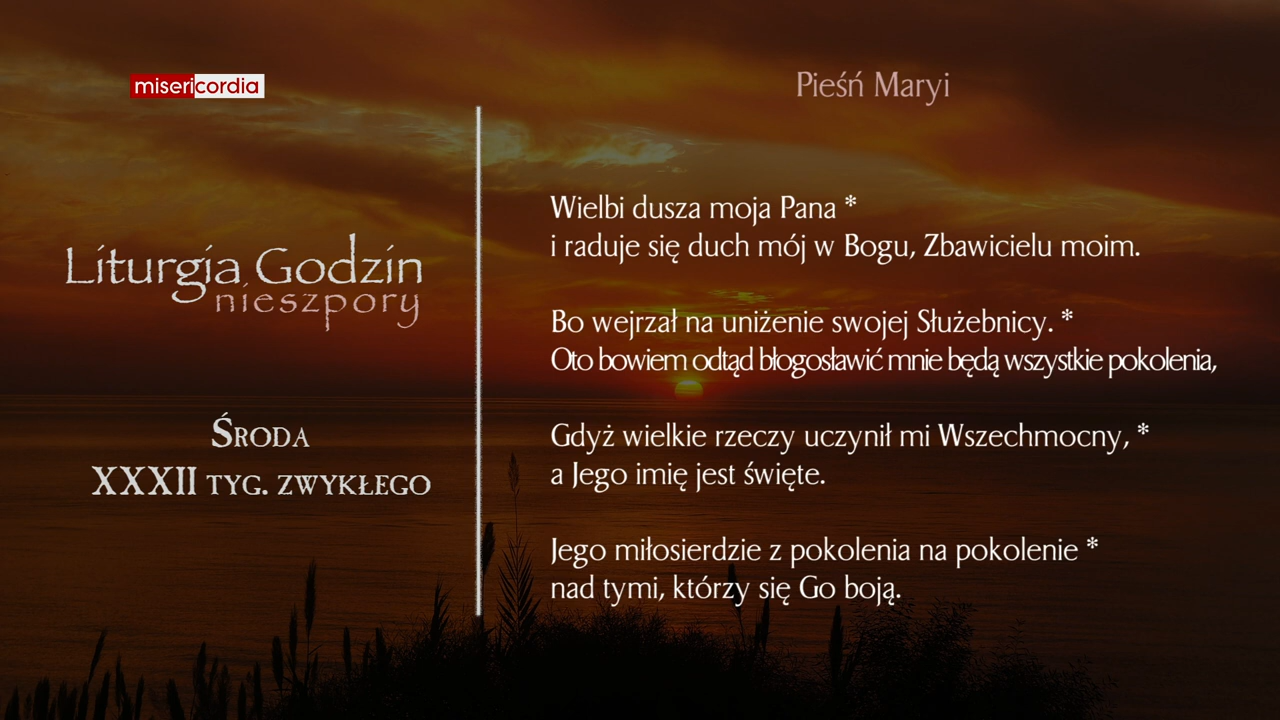 misericordia
Liturgia Godzin
nieszpory
Środa
XXXII tyg. zwykłego
Pieśń Maryi
Wielbi dusza moja Pana *
i raduje się duch mój w Bogu, Zbawicielu moim.
Bo wejrzał na uniżenie swojej Służebnicy. *
Oto bowiem odtąd błogosławić mnie będą wszystkie pokolenia,
Gdyż wielkie rzeczy uczynił mi Wszechmocny, *
a Jego imię jest święte.
Jego miłosierdzie z pokolenia na pokolenie *
nad tymi, którzy się Go boją.